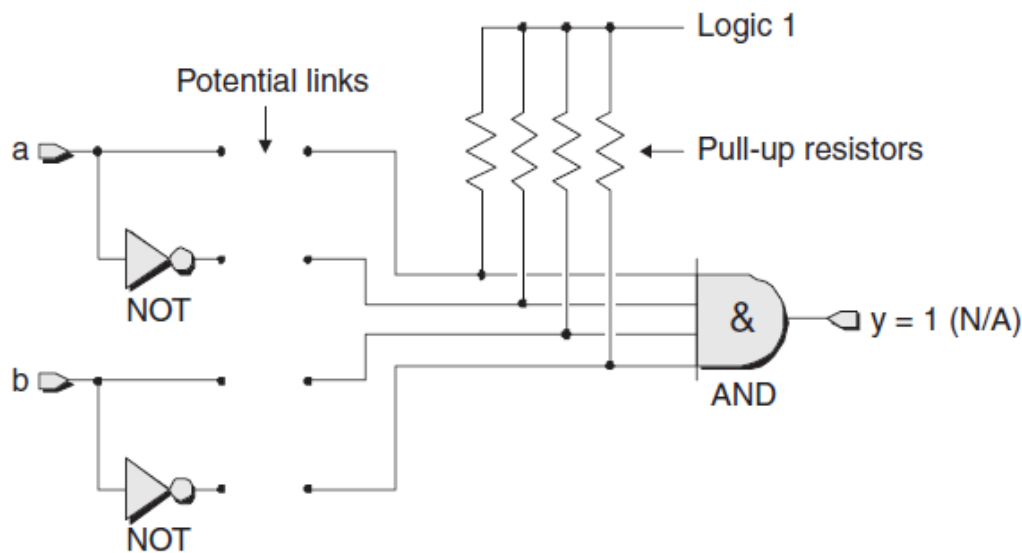 Logic 1
Potential links
a
Pull-up resistors
NOT
&
y = 1 (N/A)
b
AND
NOT